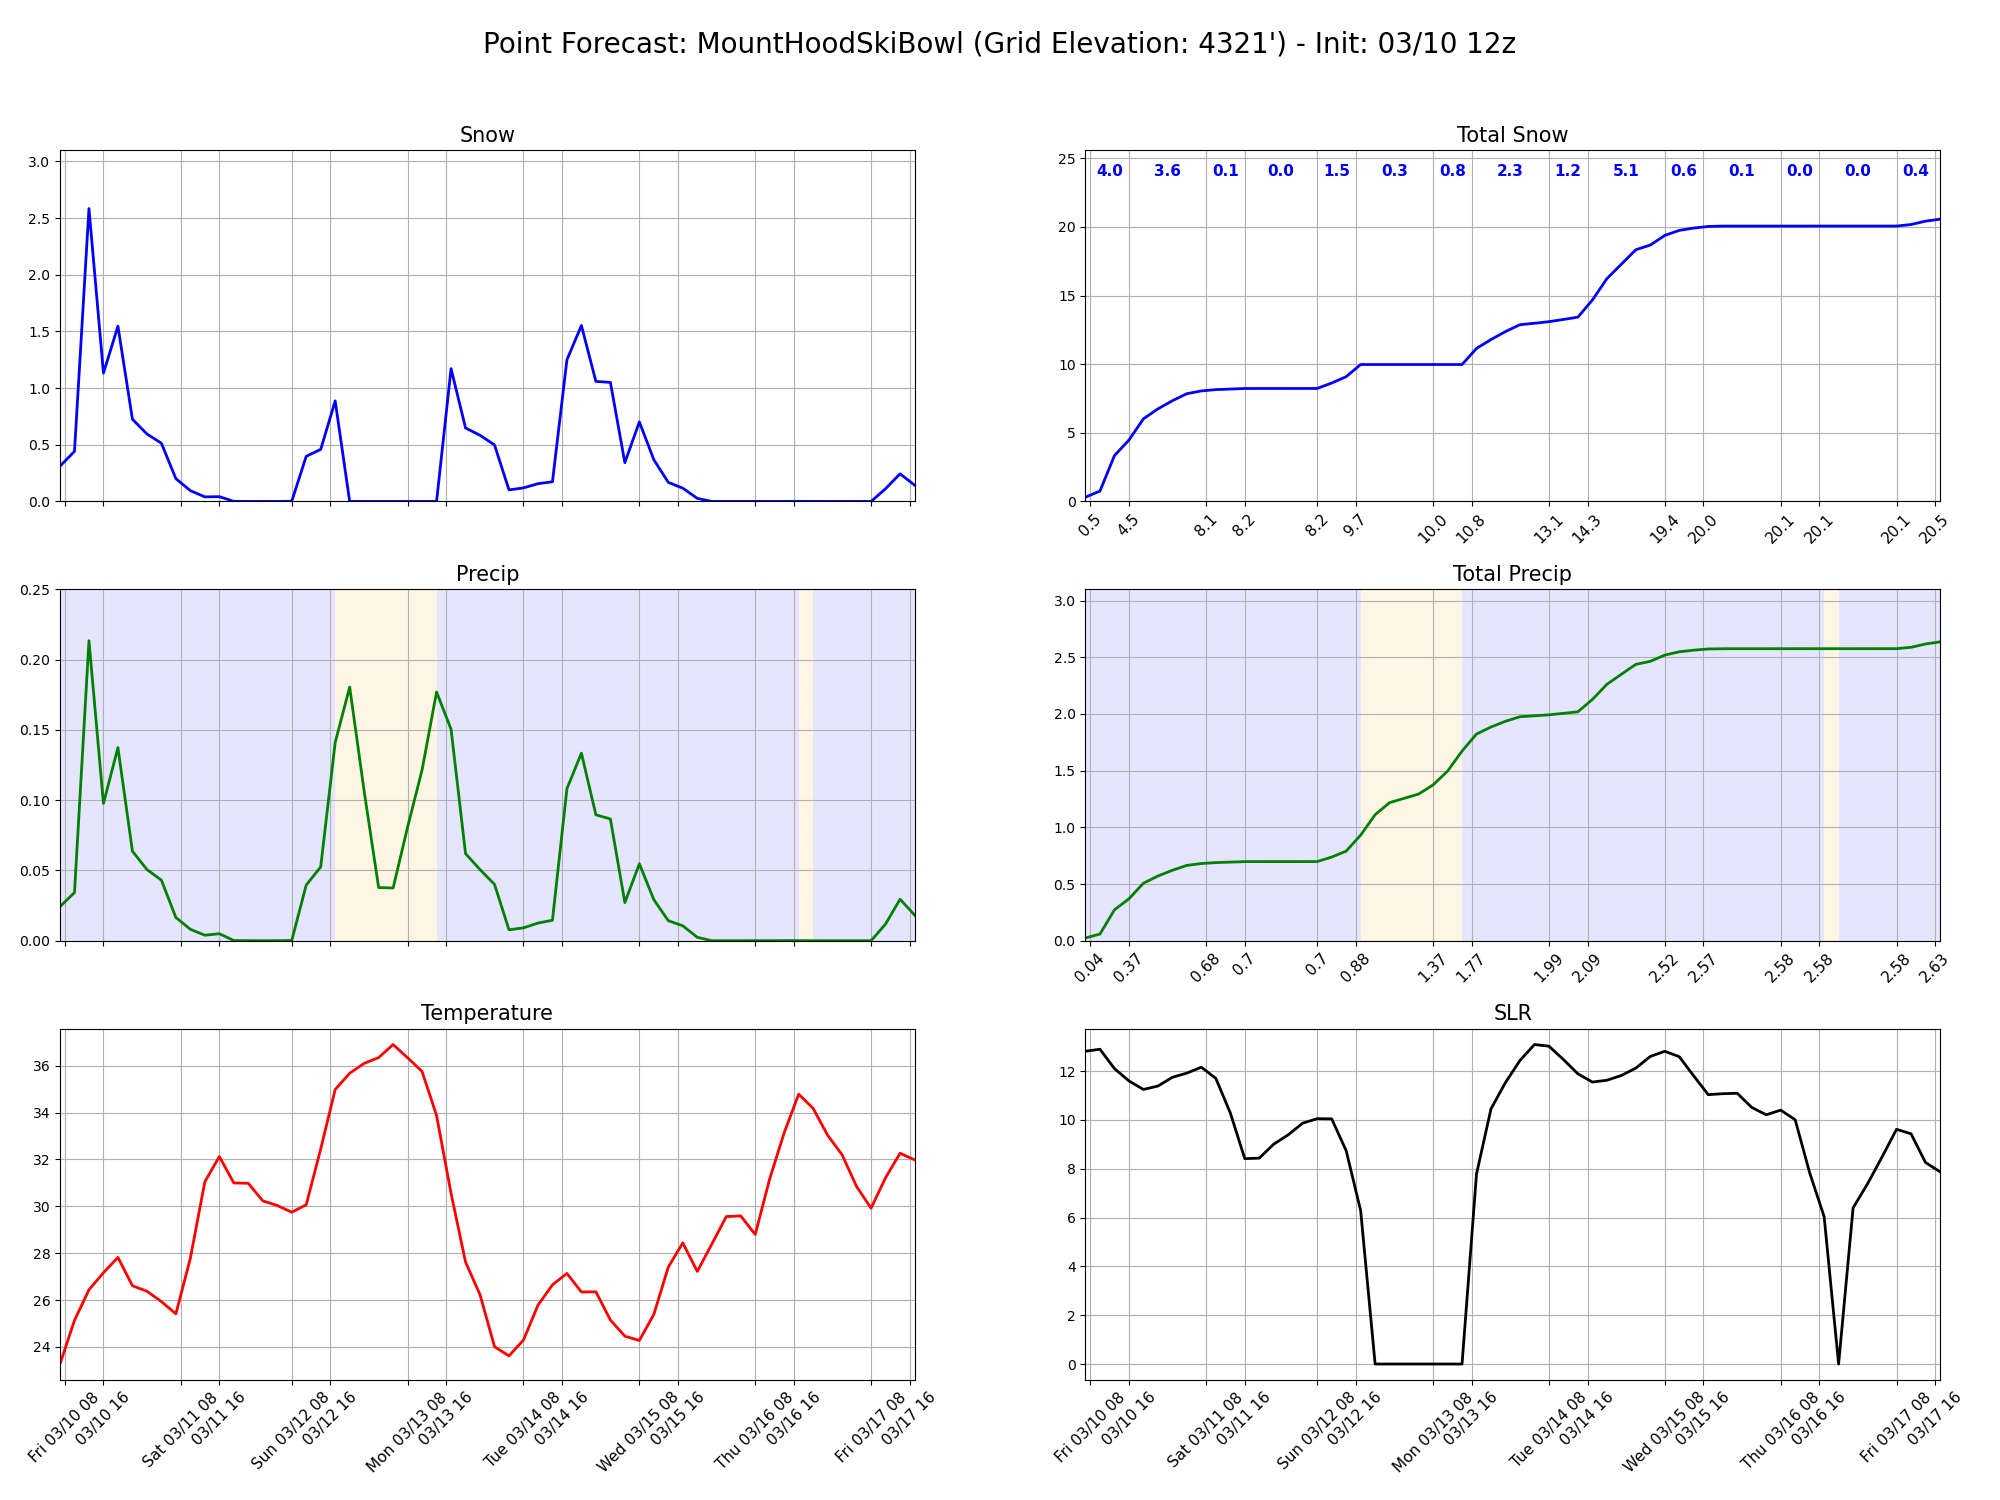 Point Forecast: MountHoodSkiBowl (Grid Elevation: 4321') - Init: 03/10 12z
Snow
3.0
2.5
2.0
1.5
1.0
0.5
0.0
Total Snow
25
20
15
10
5
0
4.0 3.6 0.1 0.0 1.5 0.3 0.8 2.3 1.2 5.1 0.6 0.1 0.0 0.0 0.4
0.5 4.5 8.1 8.2 8.2 9.7 10.0 10.8 13.1 14.3 19.4 20.0 20.1 20.1 20.1 20.5
Precip
0.25
0.20
0.15
0.10
0.05
0.00
Total Precip
3.0
2.5
2.0
1.5
1.0
0.5
0.0
0.04 0.37 0.68 0.7 0.7 0.88 1.37 1.77 1.99 2.09 2.52 2.57 2.58 2.58 2.58 2.63
Temperature
36
34
32
30
28
26
24
Fri 03/10 08
03/10 16
Sat 03/11 08
03/11 16
Sun 03/12 08
03/12 16
Mon 03/13 08
03/13 16
Tue 03/14 08
03/14 16
Wed 03/15 08
03/15 16
Thu 03/16 08
03/16 16
Fri 03/17 08
03/17 16
SLR
12
10
8
6
4
2
0
Fri 03/10 08
03/10 16
Sat 03/11 08
03/11 16
Sun 03/12 08
03/12 16
Mon 03/13 08
03/13 16
Tue 03/14 08
03/14 16
Wed 03/15 08
03/15 16
Thu 03/16 08
03/16 16
Fri 03/17 08
03/17 16